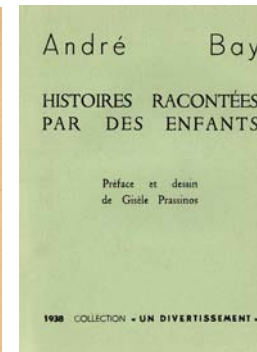 André Bay
HISTOIRES RACONTÉES
PAR DES ENFANTS
Préface et dessin
de Gisèle Prassinos
1938 COLLECTION « UN DIVERTISSEMENT »